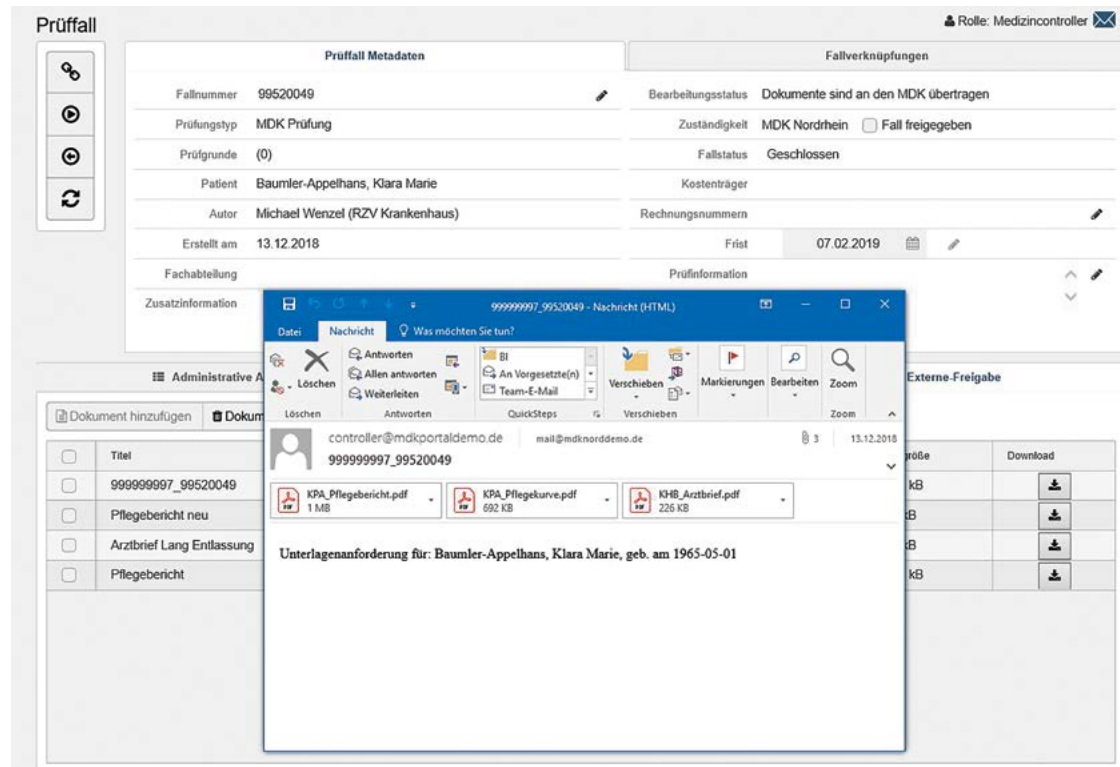 Prüffall
Rolle: Medizincontroller
Prüffall Metadaten
Fallverknüpfungen
Fallnummer 99520049
Prüfungstyp MDK Prüfung
Prüfgrunde (0)
Patient Baumler-Appelhans, Klara Marie
Autor Michael Wenzel (RZV Krankenhaus)
Erstellt am 13.12.2018
Fachabteilung
Zusatzinformation
Bearbeitungsstatus Dokumente sind an den MDK übertragen
Zuständigkeit MDK Nordrhein Fall freigegeben
Fallstatus Geschlossen
Kostenträger
Rechnungsnummern
Frist 07.02.2019
Prüfinformation
999999997_99520049 - Nachricht (HTML)
Datei Nachricht Was möchten Sie tun?
Löschen
Antworten
Allen antworten
Weiterleiten
BI
An Vorgesetzte(n)
Team-E-Mail
Verschieben
Markierungen
Bearbeiten
Zoom
Löschen Antworten QuickSteps Verschieben Zoom
controller@mdkportaldemo.de mail@mdknorddemo.de 3 13.12.2018
999999997_99520049
KPA_Pflegebericht.pdf
1 MB
KPA_Pflegekurve.pdf
692 KB
KHB_Arztbrief.pdf
226 KB
Unterlagenanforderung für: Baumler-Appelhans, Klara Marie, geb. am 1965-05-01
Administrative A
Externe-Freigabe
Dokument hinzufügen Dokum
Titel größe Download
999999997_99520049 kB
Pflegebericht neu kB
Arztbrief Lang Entlassung kB
Pflegebericht kB